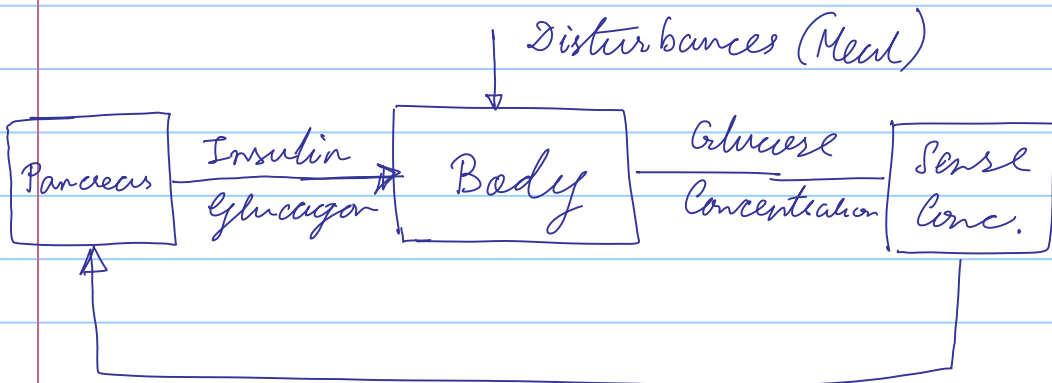 Disturbances (Meal)
Pancreas
Insulin
Glucagon
Body
Glucose
Concentration
Sense
Conc.